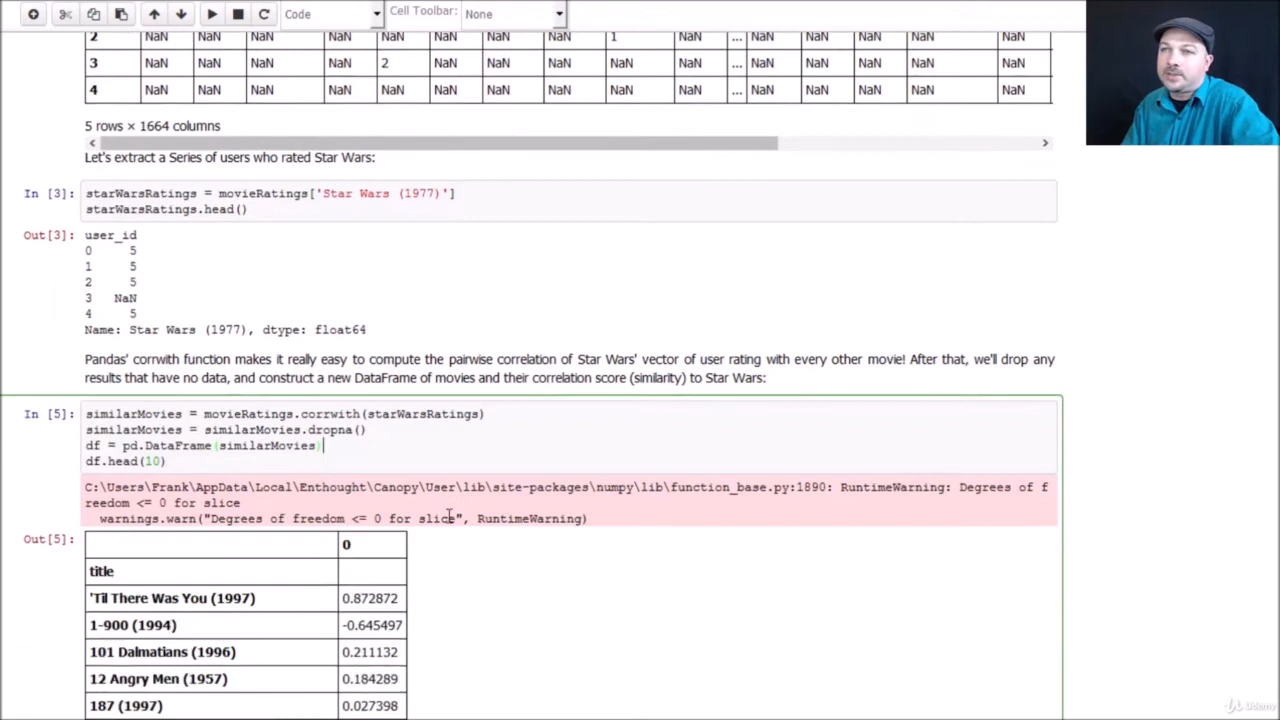 Code Cell Toolbar: None
2 NaN NaN NaN NaN NaN NaN NaN NaN 1 NaN ... NaN NaN NaN NaN NaN
3 NaN NaN NaN NaN 2 NaN NaN NaN NaN NaN ... NaN NaN NaN NaN NaN
4 NaN NaN NaN NaN NaN NaN NaN NaN NaN NaN ... NaN NaN NaN NaN NaN
5 rows × 1664 columns
Let's extract a Series of users who rated Star Wars:
In [3]: starWarsRatings = movieRatings['Star Wars (1977)']
starWarsRatings.head()
Out[3]: user_id
0 5
1 5
2 5
3 NaN
4 5
Name: Star Wars (1977), dtype: float64
Pandas' corrwith function makes it really easy to compute the pairwise correlation of Star Wars' vector of user rating with every other movie! After that, we'll drop any
results that have no data, and construct a new DataFrame of movies and their correlation score (similarity) to Star Wars:
In [5]: similarMovies = movieRatings.corrwith(starWarsRatings)
similarMovies = similarMovies.dropna()
df = pd.DataFrame(similarMovies)
df.head(10)
C:\Users\Frank\AppData\Local\Enthought\Canopy\User\lib\site-packages\numpy\lib\function_base.py:1890: RuntimeWarning: Degrees of f
reedom <= 0 for slice
warnings.warn("Degrees of freedom <= 0 for slice", RuntimeWarning)
Out[5]: 0
title
'Til There Was You (1997) 0.872872
1-900 (1994) -0.645497
101 Dalmatians (1996) 0.211132
12 Angry Men (1957) 0.184289
187 (1997) 0.027398
Udemy